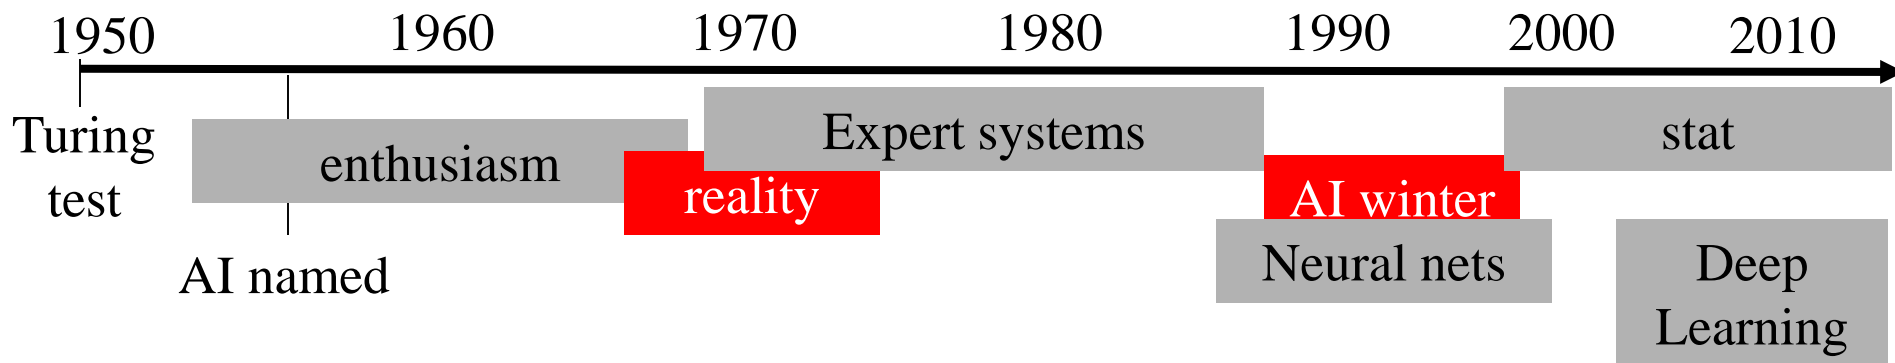 1950 1960 1970 1980 1990 2000 2010
Turing
test
enthusiasm
AI named
reality
Expert systems
AI winter
Neural nets
stat
Deep
Learning